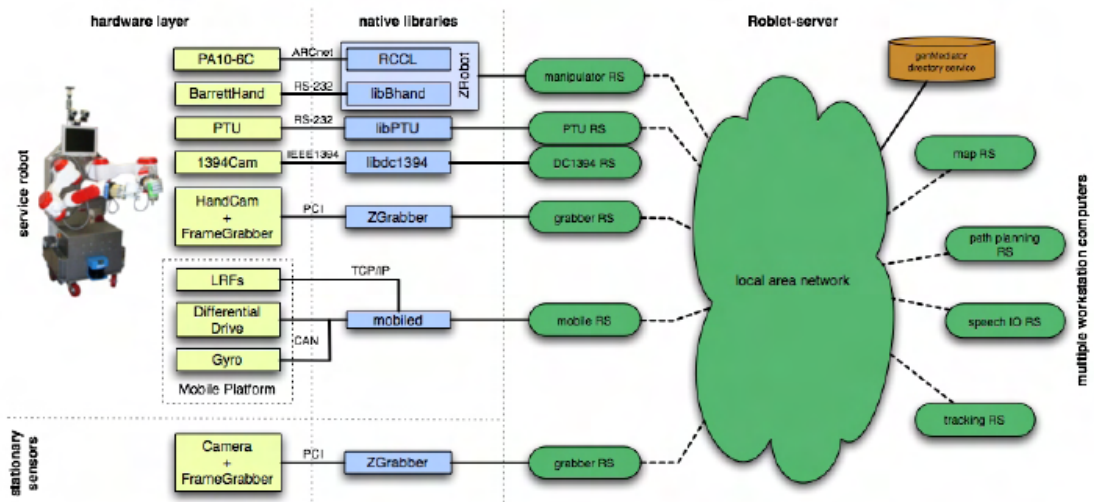 hardware layer
native libraries
Roblet-server
service robot
PA10-6C
ARCnet
RCCL
ZRobot
manipulator RS
BarrettHand
RS-232
libBhand
PTU
RS-232
libPTU
PTU RS
1394Cam
IEEE1394
libdc1394
DC1394 RS
HandCam
+
FrameGrabber
PCI
ZGrabber
grabber RS
LRFs
TCP/IP
Differential
Drive
mobiled
mobile RS
CAN
Gyro
Mobile Platform
stationary
sensors
Camera
+
FrameGrabber
PCI
ZGrabber
grabber RS
local area network
genMediator
directory service
map RS
path planning
RS
speech IO RS
tracking RS
multiple workstation computers